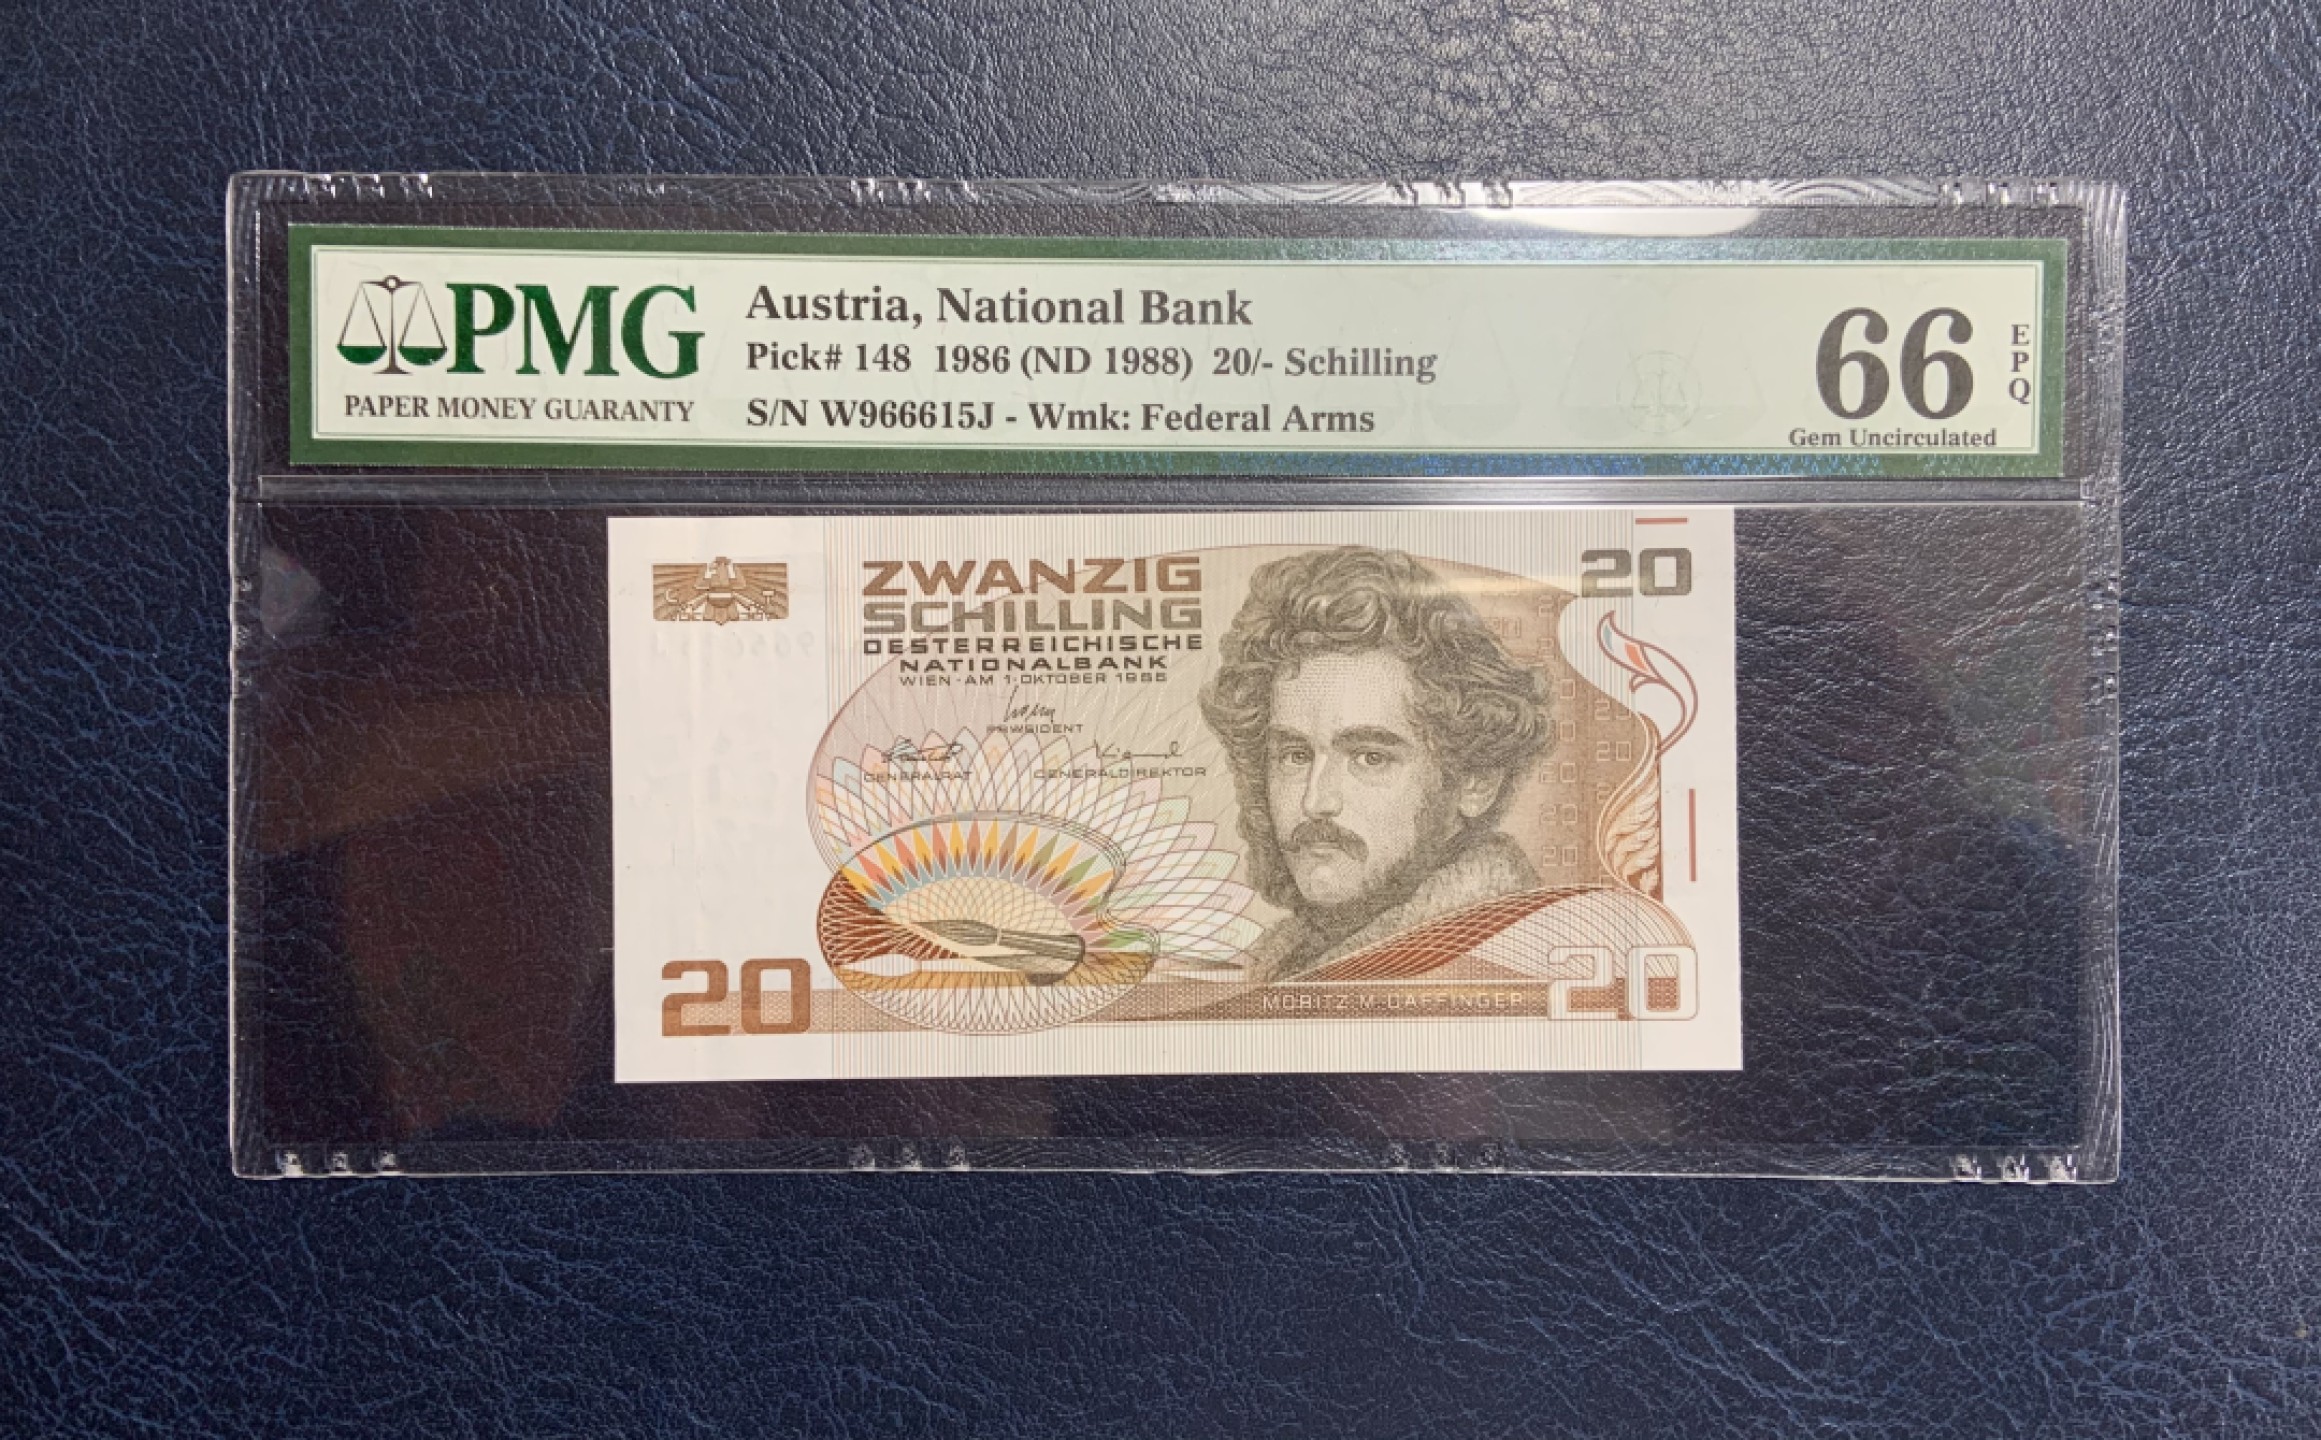 PMG
PAPER MONEY GUARANTY
Austria, National Bank
Pick# 148 1986 (ND 1988) 20/- Schilling
S/N W966615J - Wmk: Federal Arms
66
EPQ
Gem Uncirculated
ZWANZIG
SCHILLING
OESTERREICHISCHE
NATIONALBANK
WIEN · AM 1 · OKTOBER 1986
PRÄSIDENT
GENERALRAT
GENERALDIREKTOR
20
20
MORITZ M. DAFFINGER
20